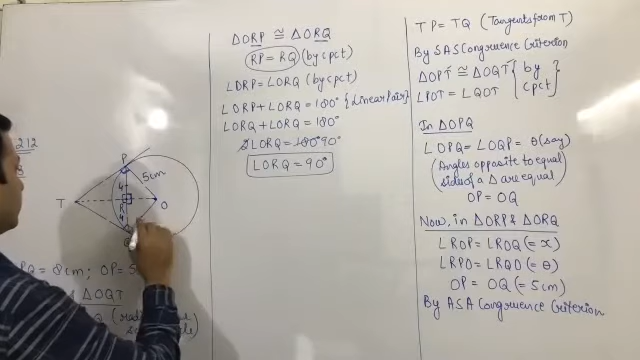 212
P
4
5cm
T
R
O
4
Q
PQ = 8cm; OP = 5
ΔOQT
(radii
ΔORP ≅ ΔORQ
RP = RQ (by cpct)
∠ORP = ∠ORQ (by cpct)
∠ORP + ∠ORQ = 180° {Linear Pair}
∠ORQ + ∠ORQ = 180°
2∠ORQ = 180° 90°
∠ORQ = 90°
TP = TQ (Tangents from T)
By SAS Congruence Criterion
ΔOPT ≅ ΔOQT {by
∠POT = ∠QOT cpct}
In ΔOPQ
∠OPQ = ∠OQP = θ (say)
(Angles opposite to equal
sides of a Δ are equal)
OP = OQ
Now, in ΔORP & ΔORQ
∠ROP = ∠ROQ (= x)
∠RPO = ∠RQO (= θ)
OP = OQ (= 5cm)
By ASA Congruence Criterion